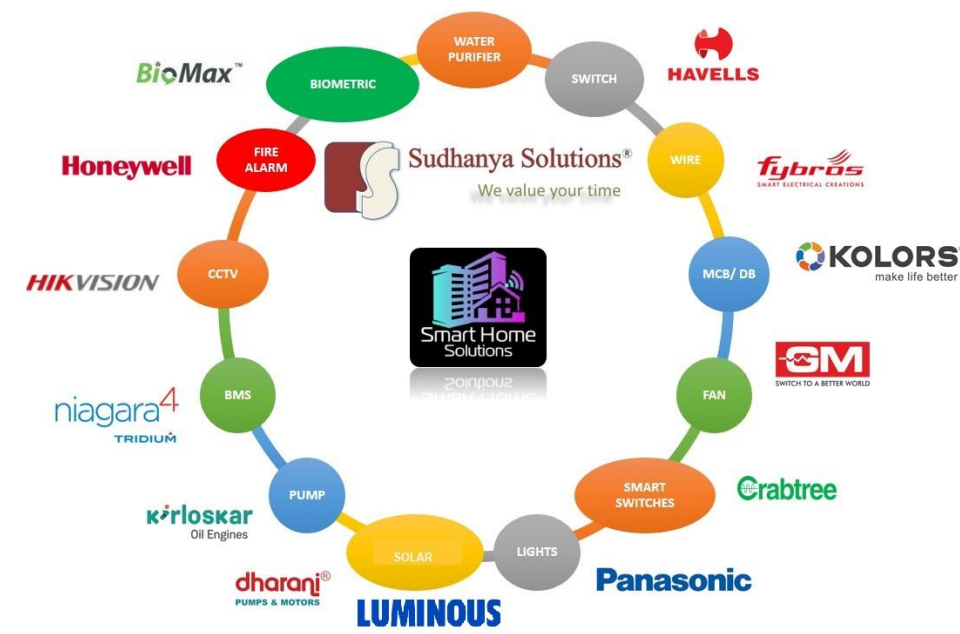 WATER
PURIFIER
SWITCH
HAVELLS
BioMax™
BIOMETRIC
FIRE
ALARM
Honeywell
Sudhanya Solutions®
We value your time
WIRE
fybros
SMART ELECTRICAL CREATIONS
HIKVISION
CCTV
Smart Home
Solutions
MCB/ DB
KOLORS
make life better
GM
SWITCH TO A BETTER WORLD
FAN
BMS
niagara4
TRIDIUM
PUMP
kirloskar
Oil Engines
SMART
SWITCHES
Crabtree
SOLAR
LIGHTS
dharani®
PUMPS & MOTORS
LUMINOUS
Panasonic